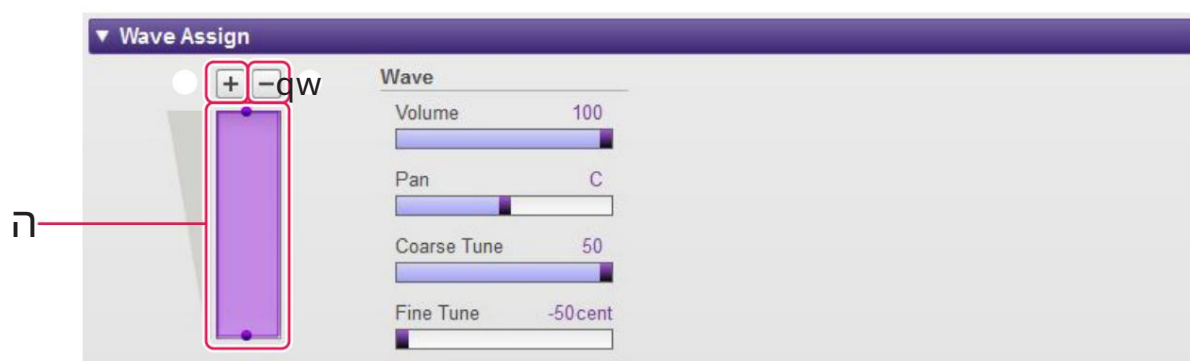 ▼ Wave Assign
+ −qw Wave
Volume 100
Pan C
ה
Coarse Tune 50
Fine Tune -50cent